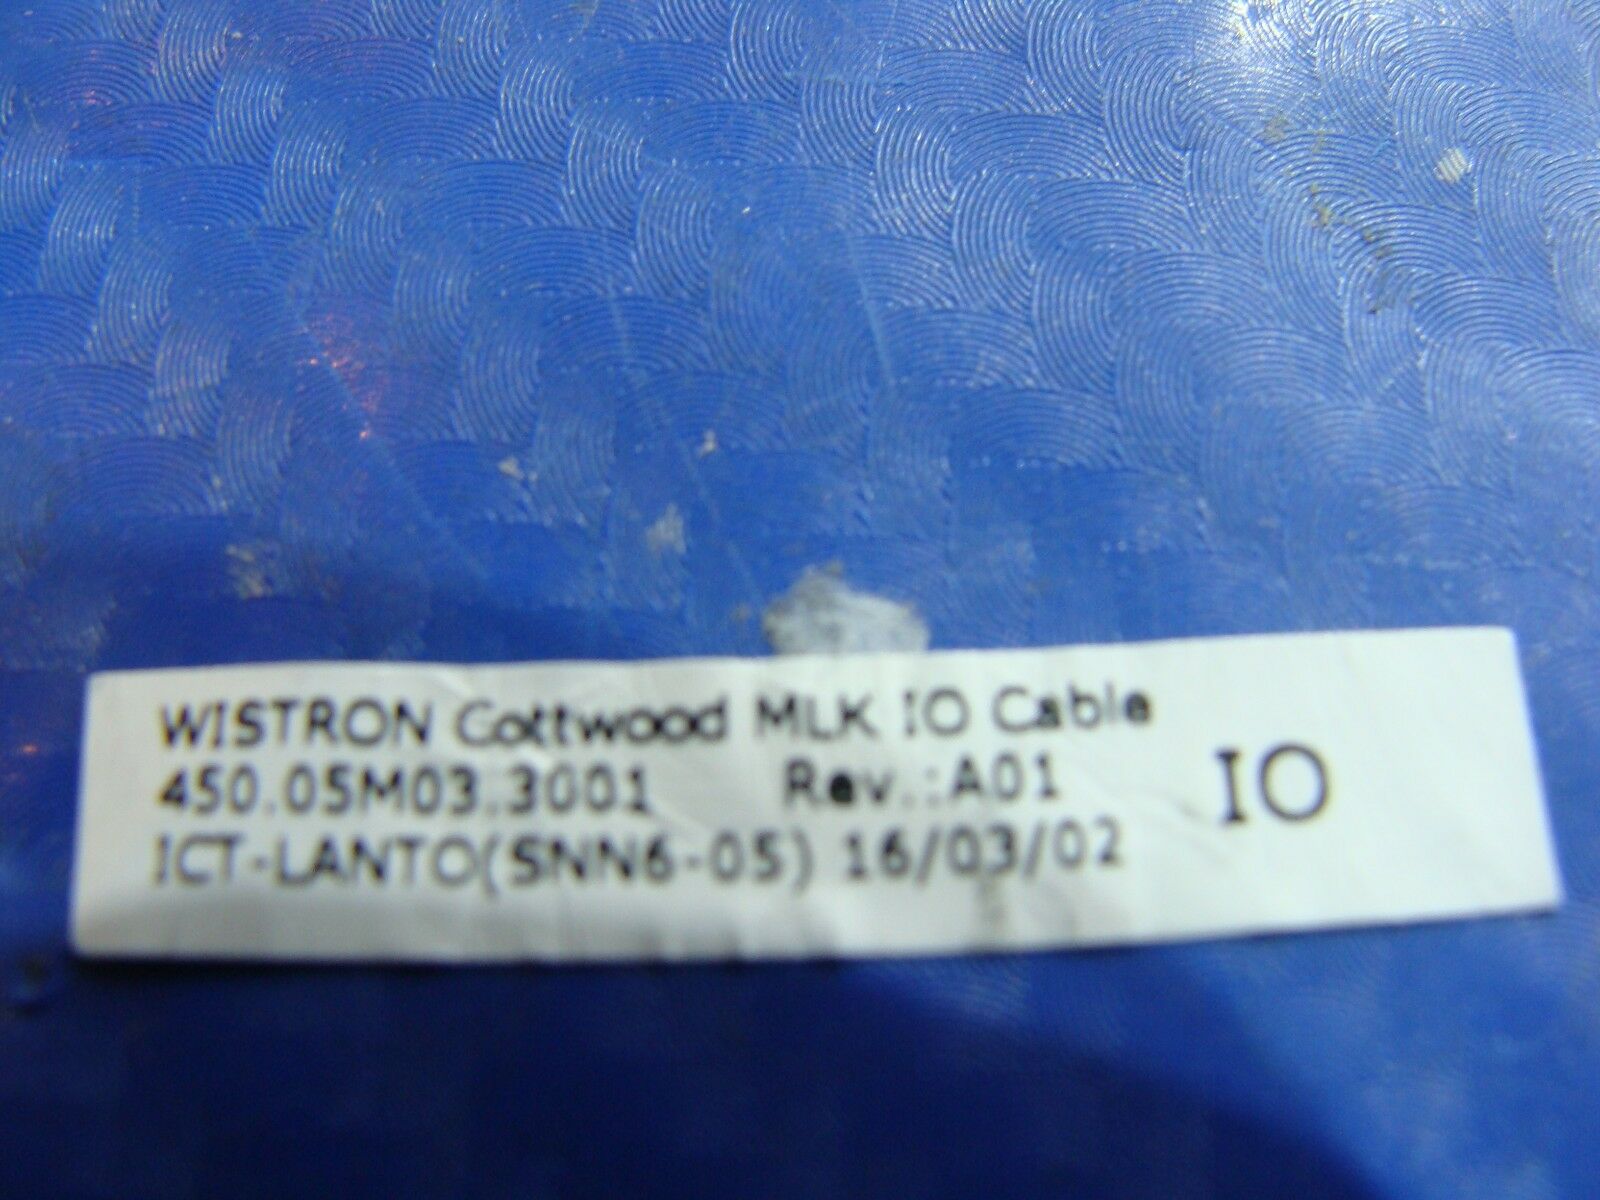 WISTRON Cottwood MLK IO Cable
450.05M03.3001 Rev.:A01
IO
ICT-LANTO(SNN6-05) 16/03/02